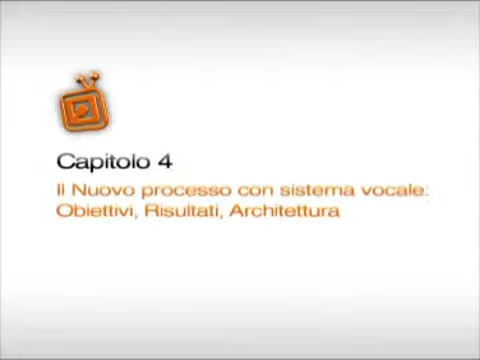 Capitolo 4
Il Nuovo processo con sistema vocale:
Obiettivi, Risultati, Architettura